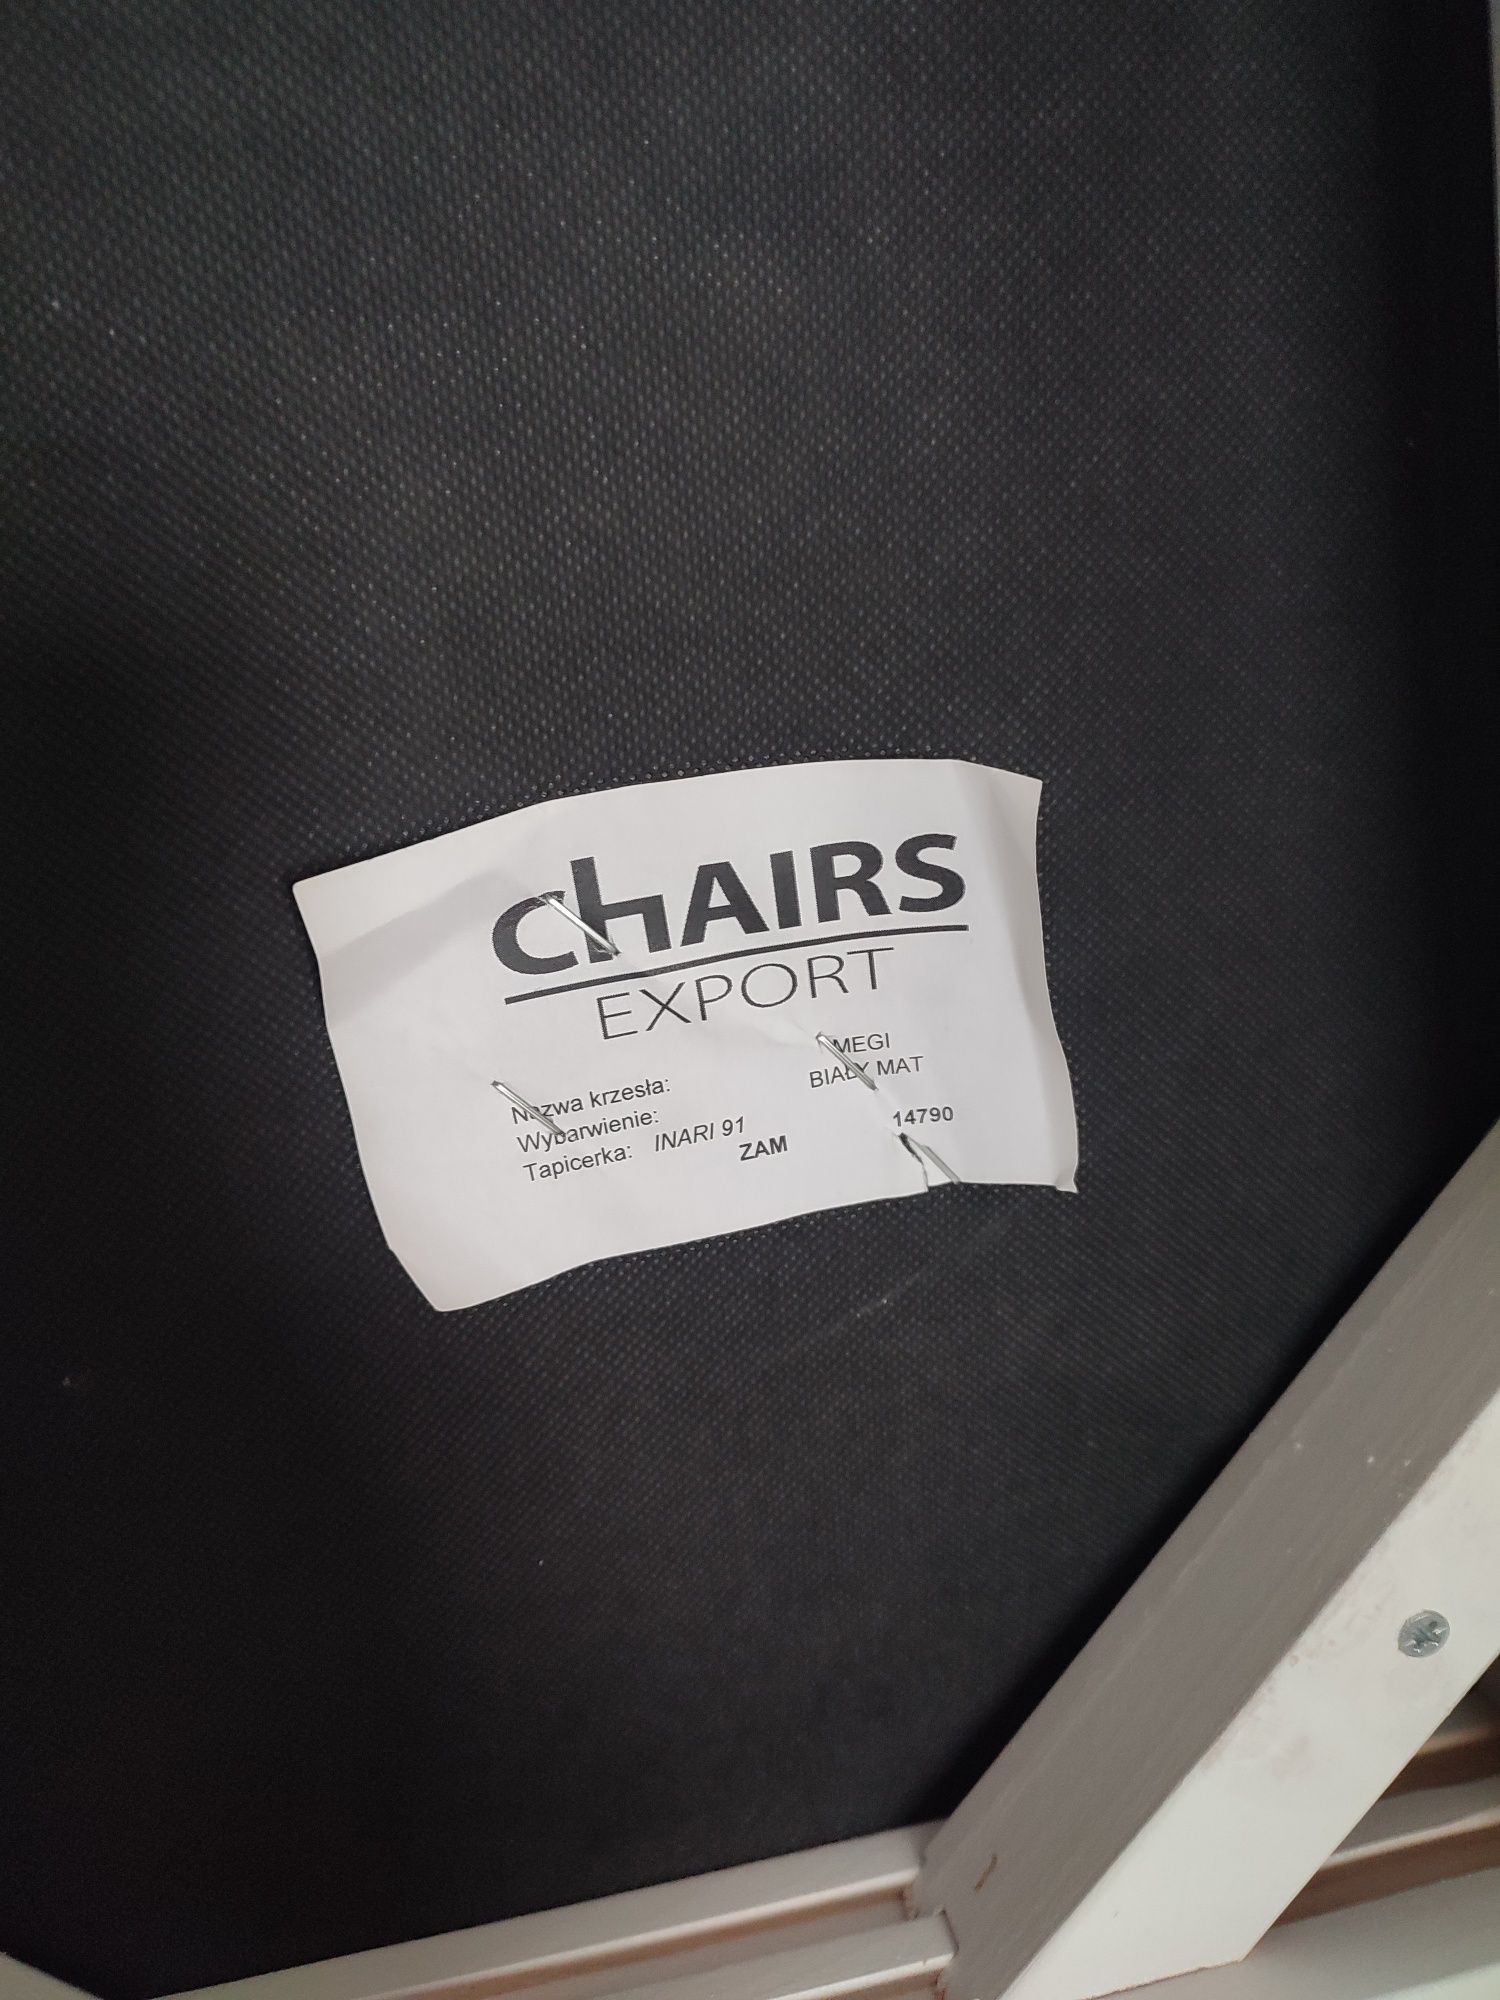 CHAIRS
EXPORT
Nazwa krzesła: MEGI
Wybarwienie: BIAŁY MAT
Tapicerka: INARI 91
ZAM 14790